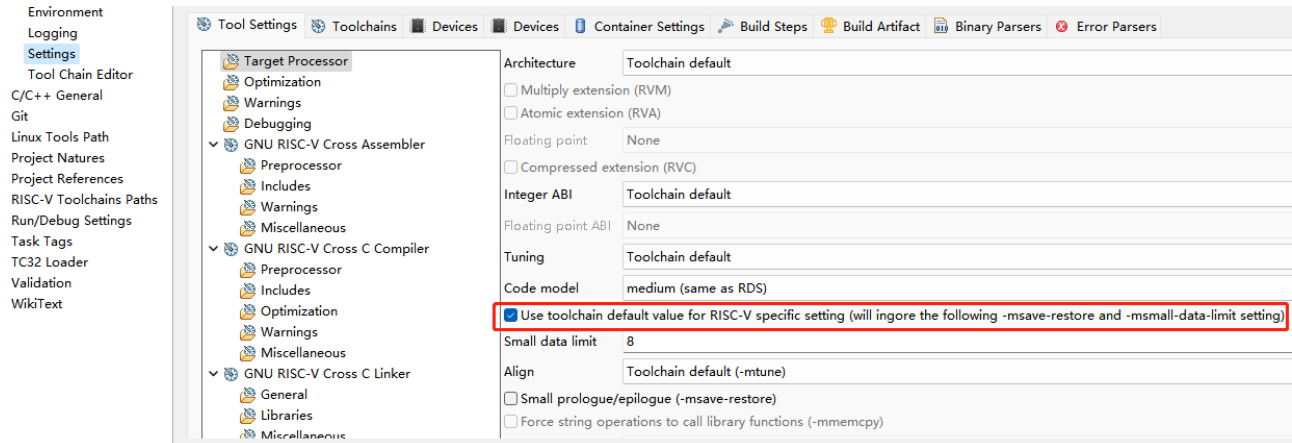 Environment
Logging
Settings
Tool Chain Editor
C/C++ General
Git
Linux Tools Path
Project Natures
Project References
RISC-V Toolchains Paths
Run/Debug Settings
Task Tags
TC32 Loader
Validation
WikiText
Tool Settings Toolchains Devices Devices Container Settings Build Steps Build Artifact Binary Parsers Error Parsers
Target Processor
Optimization
Warnings
Debugging
GNU RISC-V Cross Assembler
Preprocessor
Includes
Warnings
Miscellaneous
GNU RISC-V Cross C Compiler
Preprocessor
Includes
Optimization
Warnings
Miscellaneous
GNU RISC-V Cross C Linker
General
Libraries
Miscellaneous
Architecture Toolchain default
Multiply extension (RVM)
Atomic extension (RVA)
Floating point None
Compressed extension (RVC)
Integer ABI Toolchain default
Floating point ABI None
Tuning Toolchain default
Code model medium (same as RDS)
Use toolchain default value for RISC-V specific setting (will ingore the following -msave-restore and -msmall-data-limit setting)
Small data limit 8
Align Toolchain default (-mtune)
Small prologue/epilogue (-msave-restore)
Force string operations to call library functions (-mmemcpy)